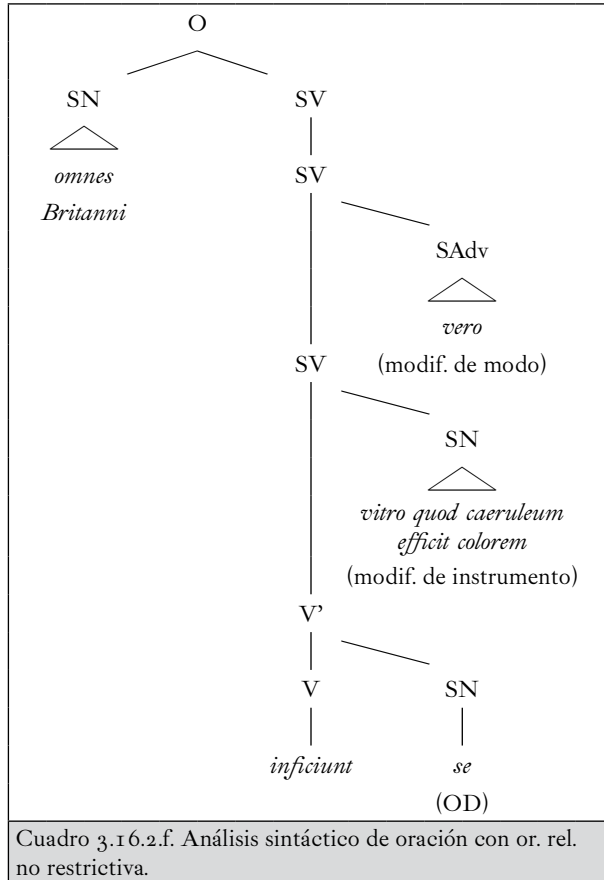 O
SN SV
omnes
Britanni
SV
SAdv
vero
(modif. de modo)
SV
SN
vitro quod caeruleum
efficit colorem
(modif. de instrumento)
V’
V SN
inficiunt se
(OD)
Cuadro 3.16.2.f. Análisis sintáctico de oración con or. rel.
no restrictiva.